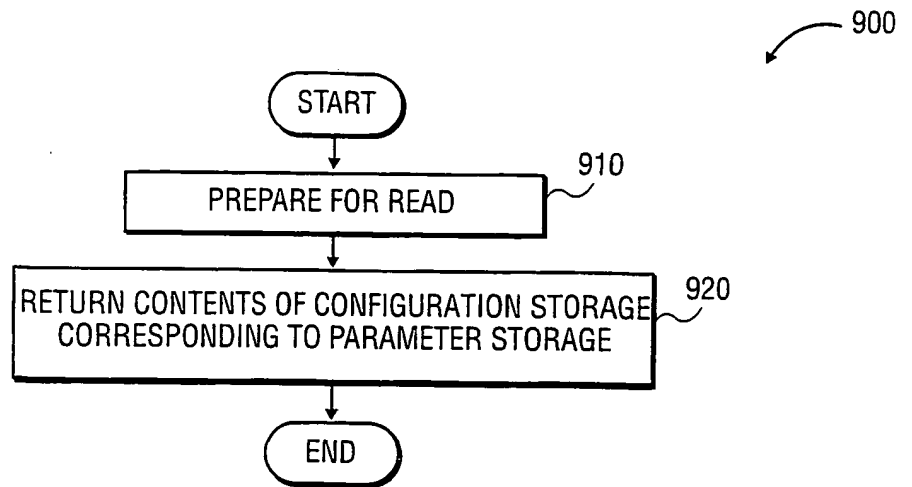 900
START
910
PREPARE FOR READ
920
RETURN CONTENTS OF CONFIGURATION STORAGE
CORRESPONDING TO PARAMETER STORAGE
END